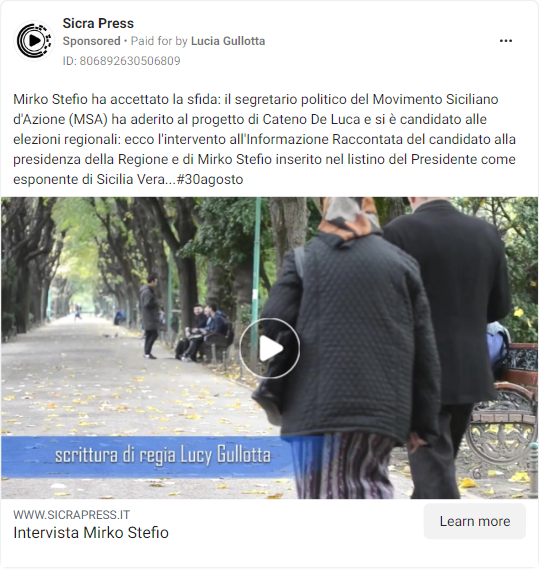 Sicra Press
Sponsored • Paid for by Lucia Gullotta
ID: 806892630506809
Mirko Stefio ha accettato la sfida: il segretario politico del Movimento Siciliano
d'Azione (MSA) ha aderito al progetto di Cateno De Luca e si è candidato alle
elezioni regionali: ecco l'intervento all'Informazione Raccontata del candidato alla
presidenza della Regione e di Mirko Stefio inserito nel listino del Presidente come
esponente di Sicilia Vera...#30agosto
scrittura di regia Lucy Gullotta
WWW.SICRAPRESS.IT
Intervista Mirko Stefio
Learn more